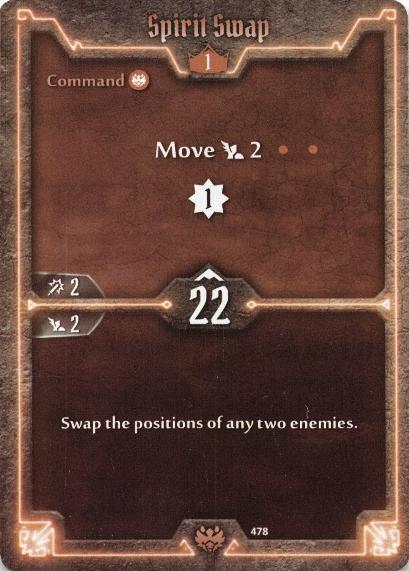 Spirit Swap
1
Command
Move 2
1
2
22
2
Swap the positions of any two enemies.
478